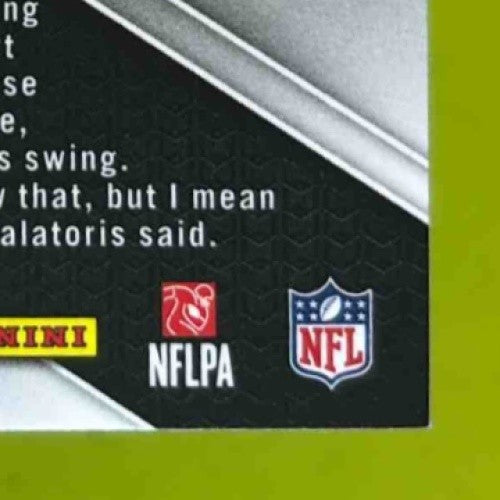 ng
t
se
e,
s swing.
that, but I mean
alatoris said.
NINI
NFLPA
NFL